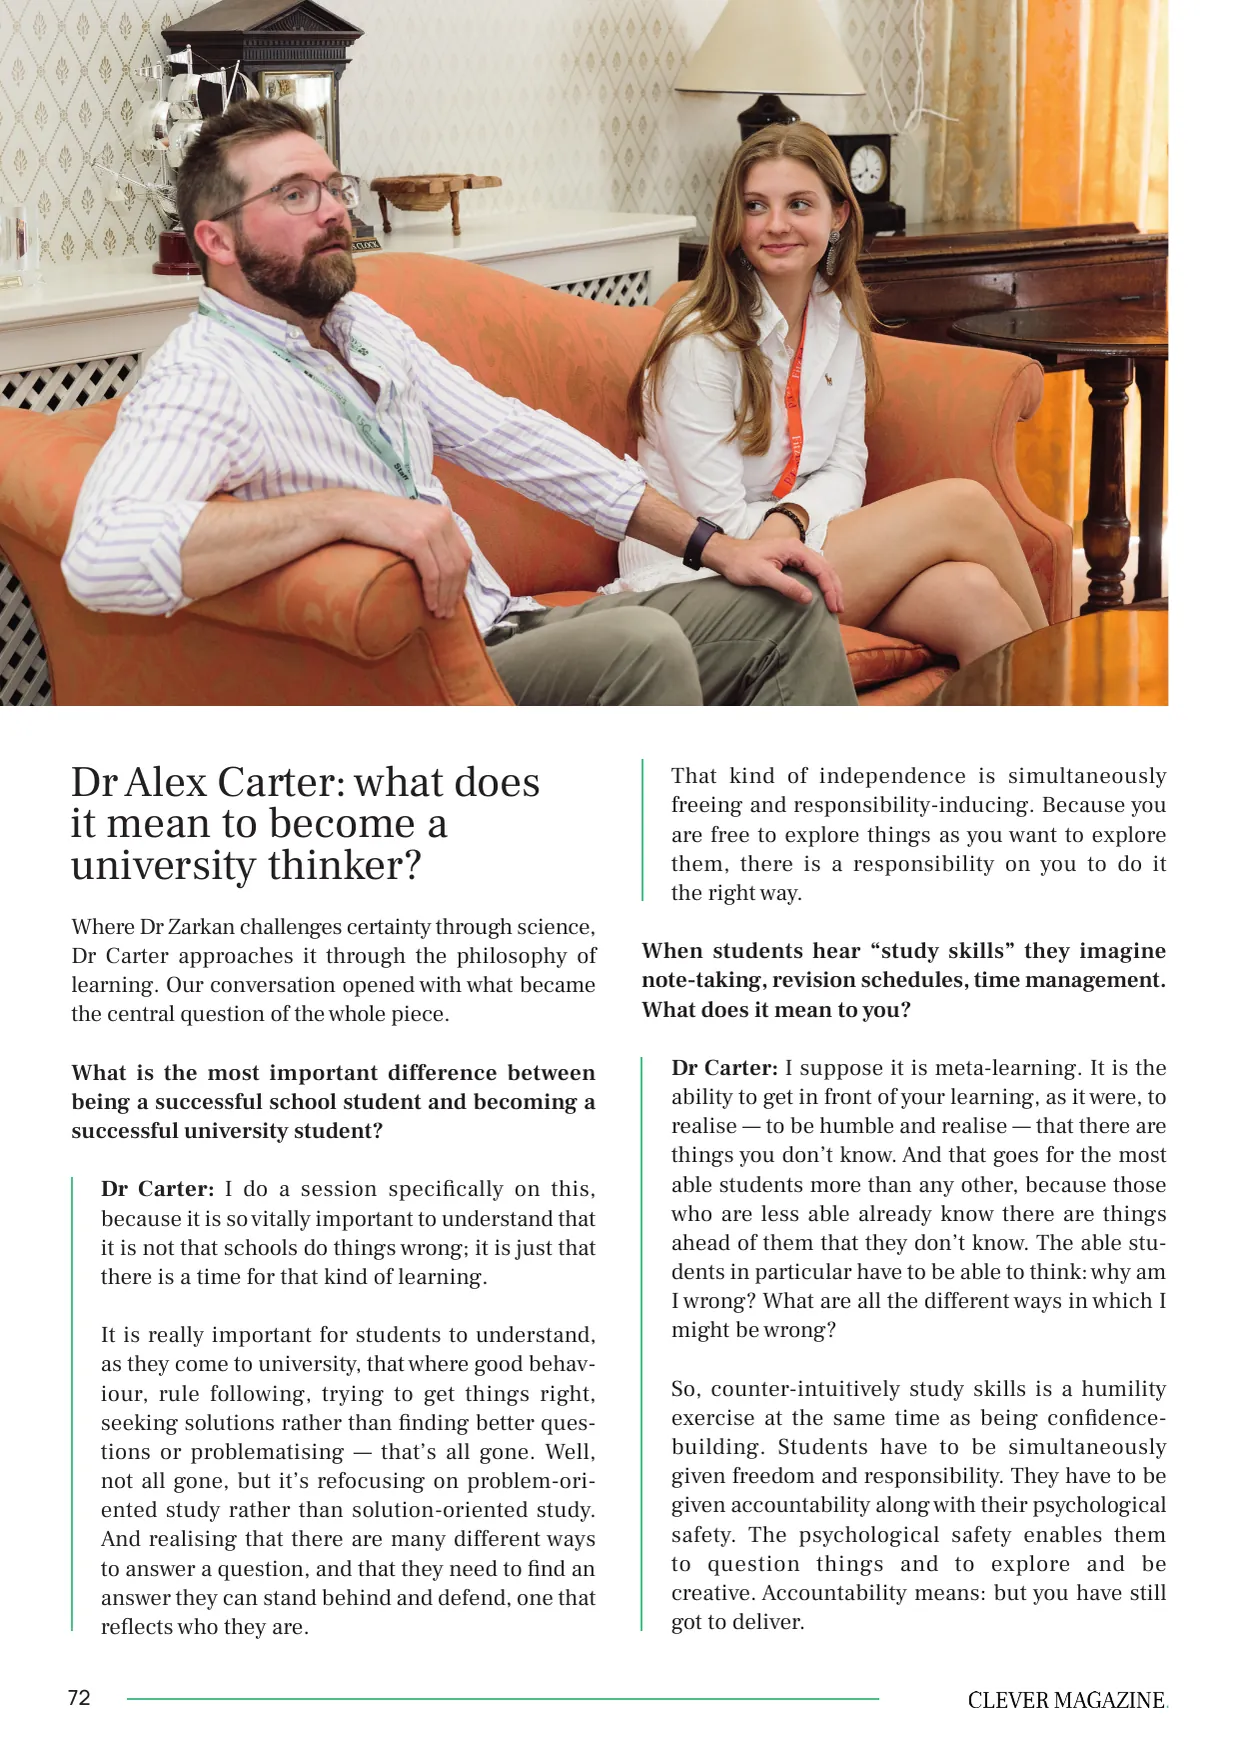 S CLOCK
Staff
Fitz
Dr Alex Carter: what does
it mean to become a
university thinker?
Where Dr Zarkan challenges certainty through science,
Dr Carter approaches it through the philosophy of
learning. Our conversation opened with what became
the central question of the whole piece.
What is the most important difference between
being a successful school student and becoming a
successful university student?
Dr Carter: I do a session specifically on this,
because it is so vitally important to understand that
it is not that schools do things wrong; it is just that
there is a time for that kind of learning.
It is really important for students to understand,
as they come to university, that where good behav-
iour, rule following, trying to get things right,
seeking solutions rather than finding better ques-
tions or problematising — that’s all gone. Well,
not all gone, but it’s refocusing on problem-ori-
ented study rather than solution-oriented study.
And realising that there are many different ways
to answer a question, and that they need to find an
answer they can stand behind and defend, one that
reflects who they are.
That kind of independence is simultaneously
freeing and responsibility-inducing. Because you
are free to explore things as you want to explore
them, there is a responsibility on you to do it
the right way.
When students hear “study skills” they imagine
note-taking, revision schedules, time management.
What does it mean to you?
Dr Carter: I suppose it is meta-learning. It is the
ability to get in front of your learning, as it were, to
realise — to be humble and realise — that there are
things you don’t know. And that goes for the most
able students more than any other, because those
who are less able already know there are things
ahead of them that they don’t know. The able stu-
dents in particular have to be able to think: why am
I wrong? What are all the different ways in which I
might be wrong?
So, counter-intuitively study skills is a humility
exercise at the same time as being confidence-
building. Students have to be simultaneously
given freedom and responsibility. They have to be
given accountability along with their psychological
safety. The psychological safety enables them
to question things and to explore and be
creative. Accountability means: but you have still
got to deliver.
72
CLEVER MAGAZINE